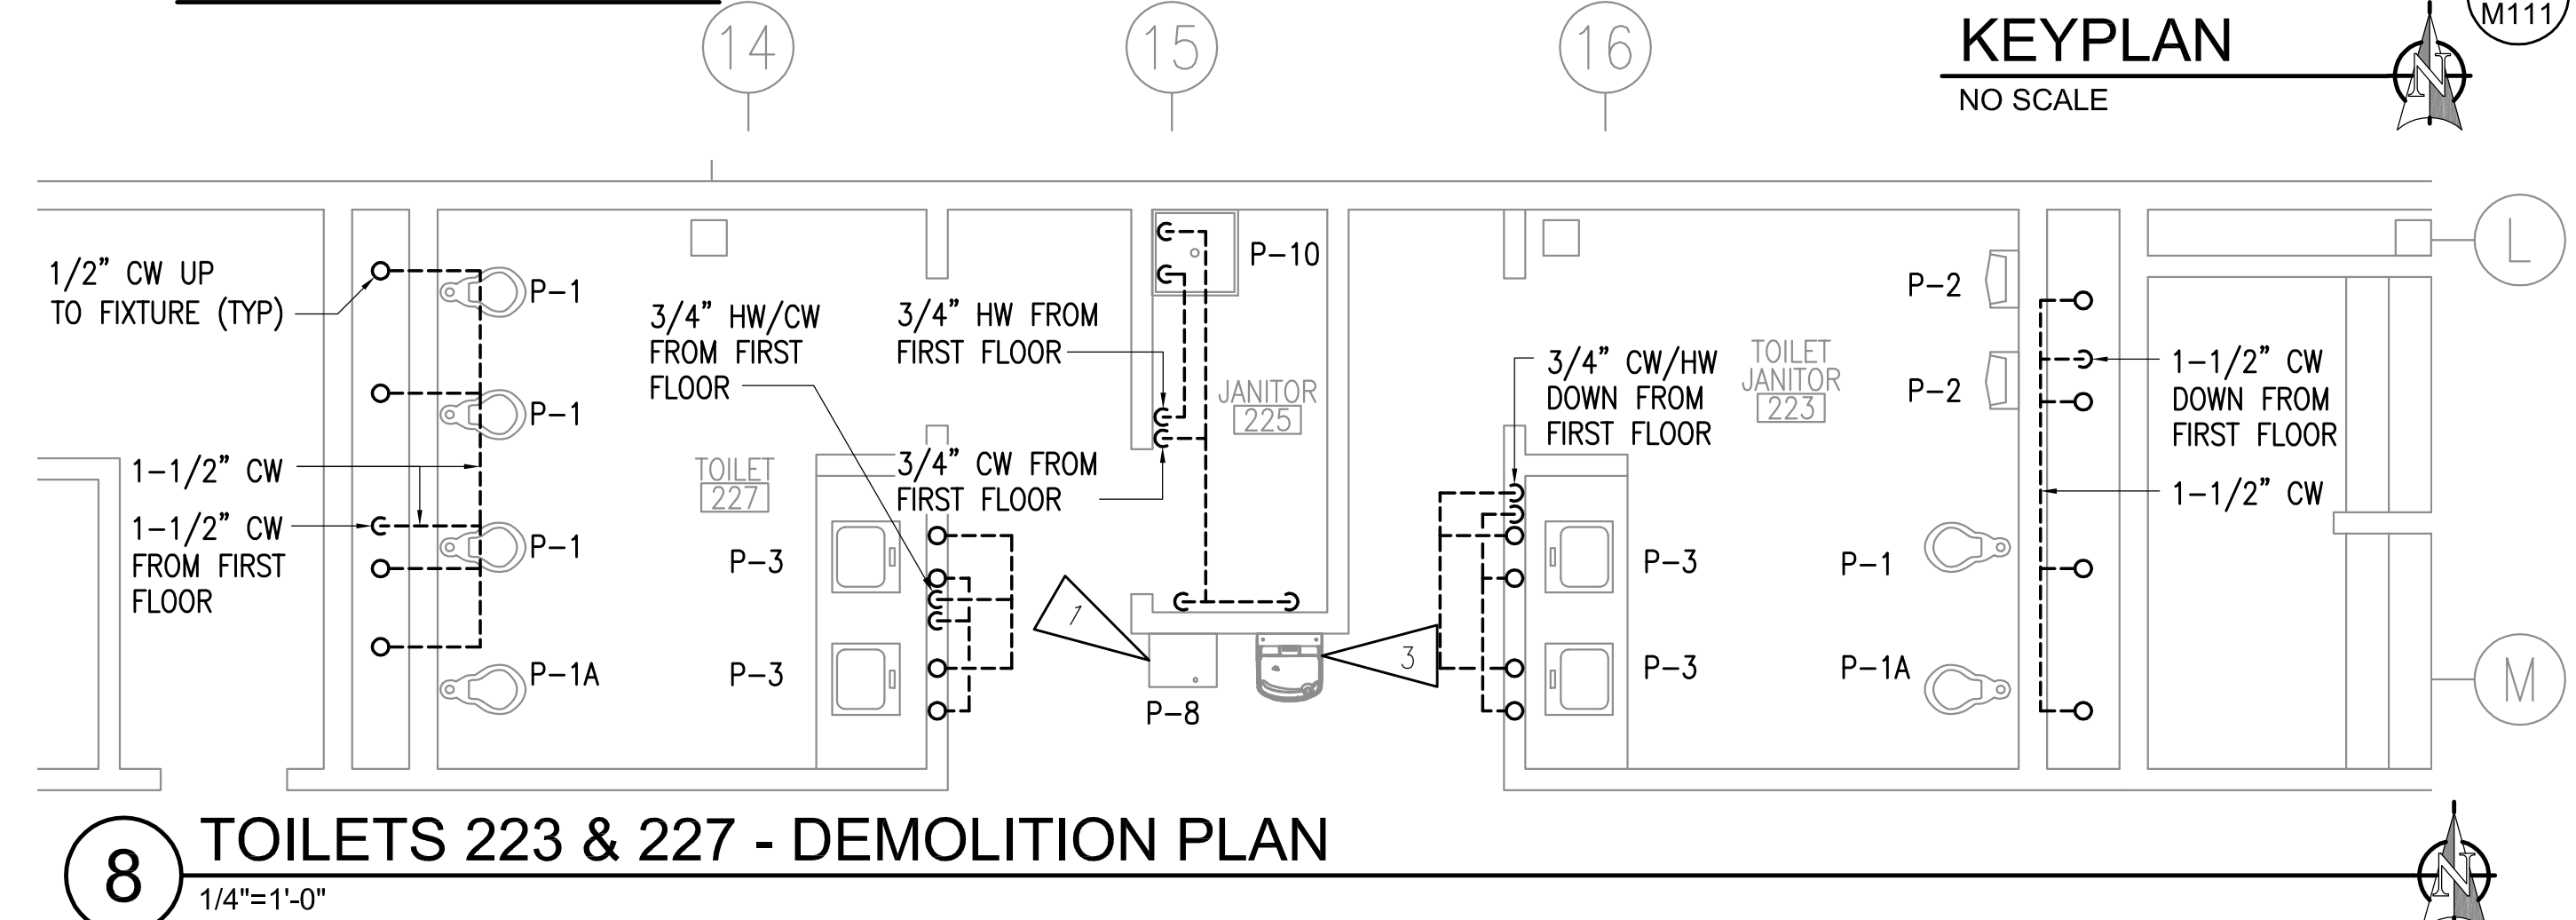 14
15
16
KEYPLAN
NO SCALE
N
M111
L
M
1/2" CW UP
TO FIXTURE (TYP)
1-1/2" CW
1-1/2" CW
FROM FIRST
FLOOR
P-1
P-1
P-1
P-1A
3/4" HW/CW
FROM FIRST
FLOOR
TOILET
227
P-3
P-3
3/4" HW FROM
FIRST FLOOR
3/4" CW FROM
FIRST FLOOR
P-10
JANITOR
225
1
P-8
3
3/4" CW/HW
DOWN FROM
FIRST FLOOR
TOILET
JANITOR
223
P-3
P-3
P-2
P-2
P-1
P-1A
1-1/2" CW
DOWN FROM
FIRST FLOOR
1-1/2" CW
8
TOILETS 223 & 227 - DEMOLITION PLAN
1/4"=1'-0"
N